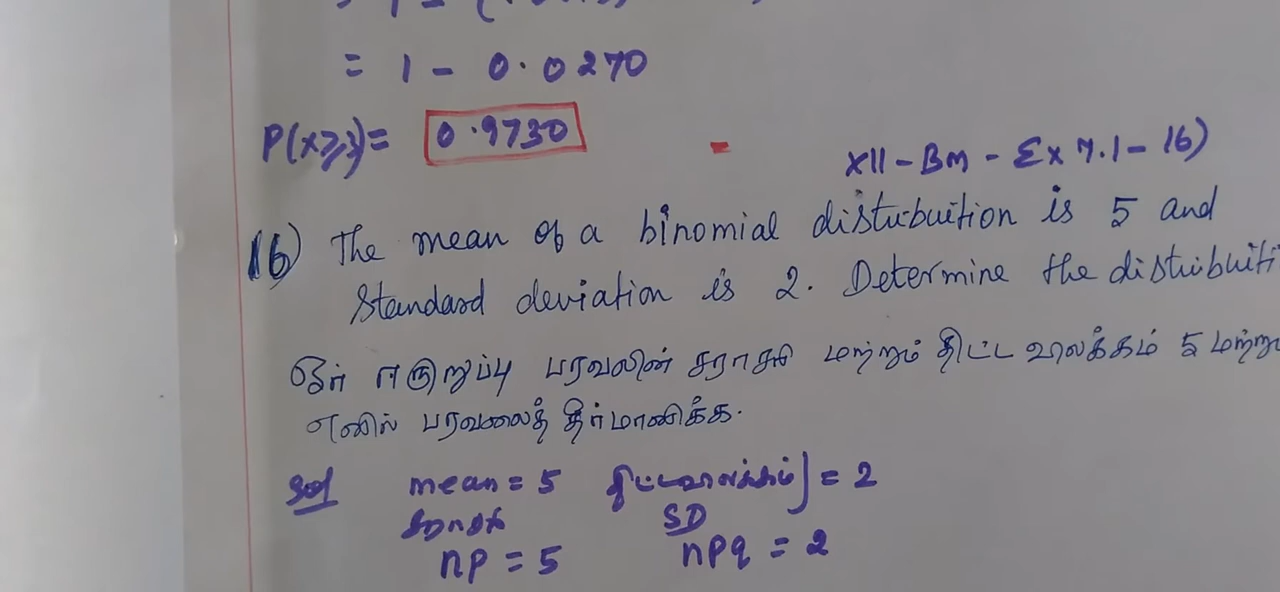 = 1 - 0.0270
P(x≥3) = 0.9730
XII - BM - Ex 7.1 - 16)
16) The mean of a binomial distribution is 5 and
Standard deviation is 2. Determine the distributi
ஓர் ஈருறுப்பு பரவலின் சராசரி மற்றும் திட்ட விலக்கம் 5 மற்று
எனில் பரவலைத் தீர்மானிக்க.
Sol mean = 5 திட்டவிலக்கம்} = 2
சராசரி SD
np = 5 npq = 2